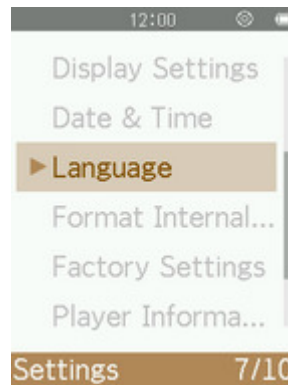 12:00
Display Settings
Date & Time
Language
Format Internal...
Factory Settings
Player Informa...
Settings 7/10